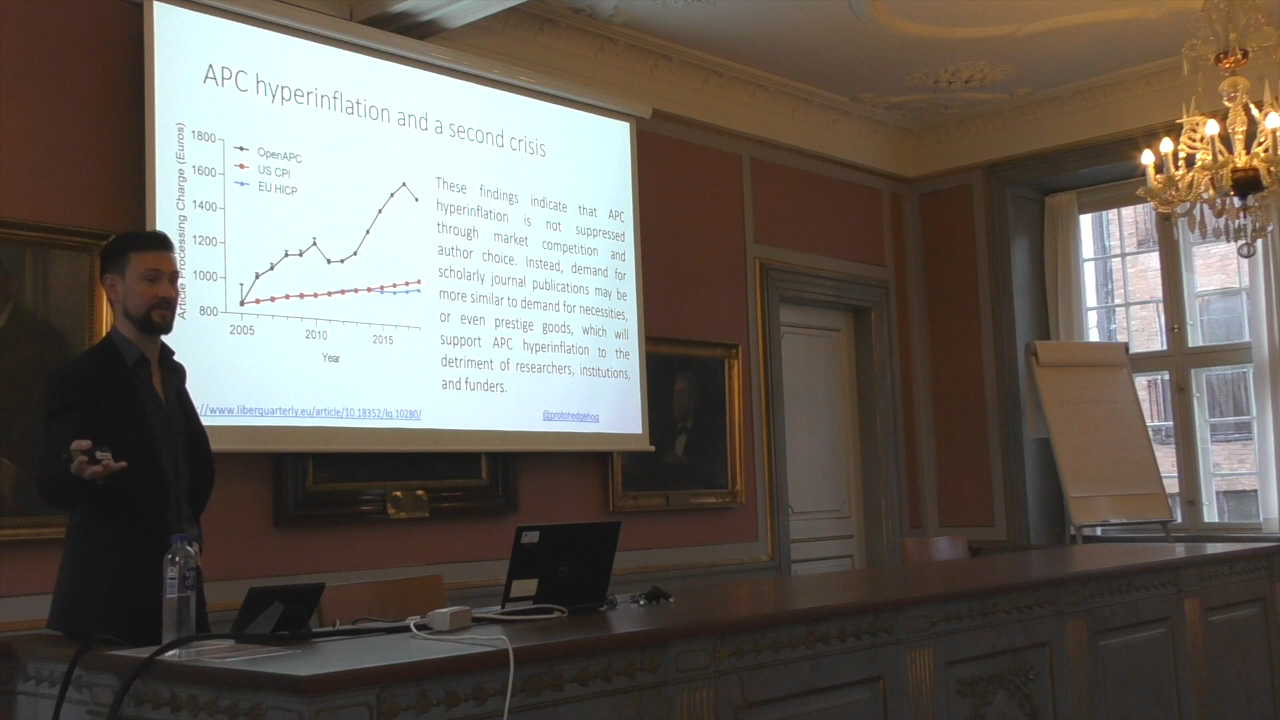 APC hyperinflation and a second crisis
Article Processing Charge (Euros)
1800
1600
1400
1200
1000
800
OpenAPC
US CPI
EU HICP
2005
2010
2015
Year
These findings indicate that APC
hyperinflation is not suppressed
through market competition and
author choice. Instead, demand for
scholarly journal publications may be
more similar to demand for necessities,
or even prestige goods, which will
support APC hyperinflation to the
detriment of researchers, institutions,
and funders.
://www.liberquarterly.eu/article/10.18352/lq.10280/
@protohedgehog